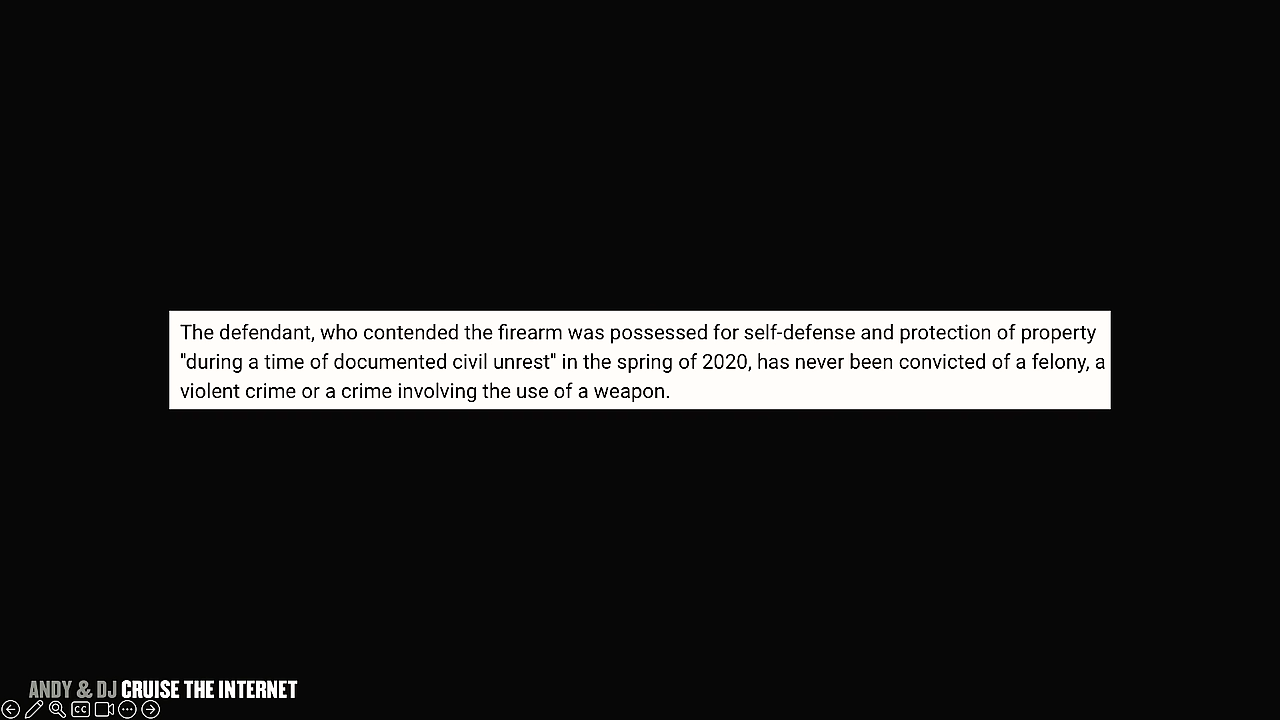 The defendant, who contended the firearm was possessed for self-defense and protection of property
"during a time of documented civil unrest" in the spring of 2020, has never been convicted of a felony, a
violent crime or a crime involving the use of a weapon.
ANDY & DJ CRUISE THE INTERNET
CC